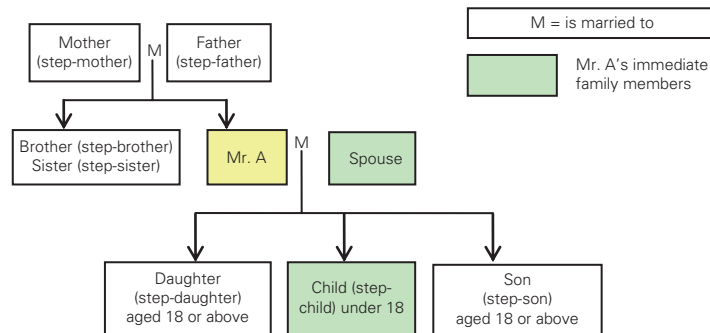 M = is married to
Mother
(step-mother)
M
Father
(step-father)
Mr. A's immediate
family members
Brother (step-brother)
Sister (step-sister)
Mr. A
M
Spouse
Daughter
(step-daughter)
aged 18 or above
Child (step-
child) under 18
Son
(step-son)
aged 18 or above